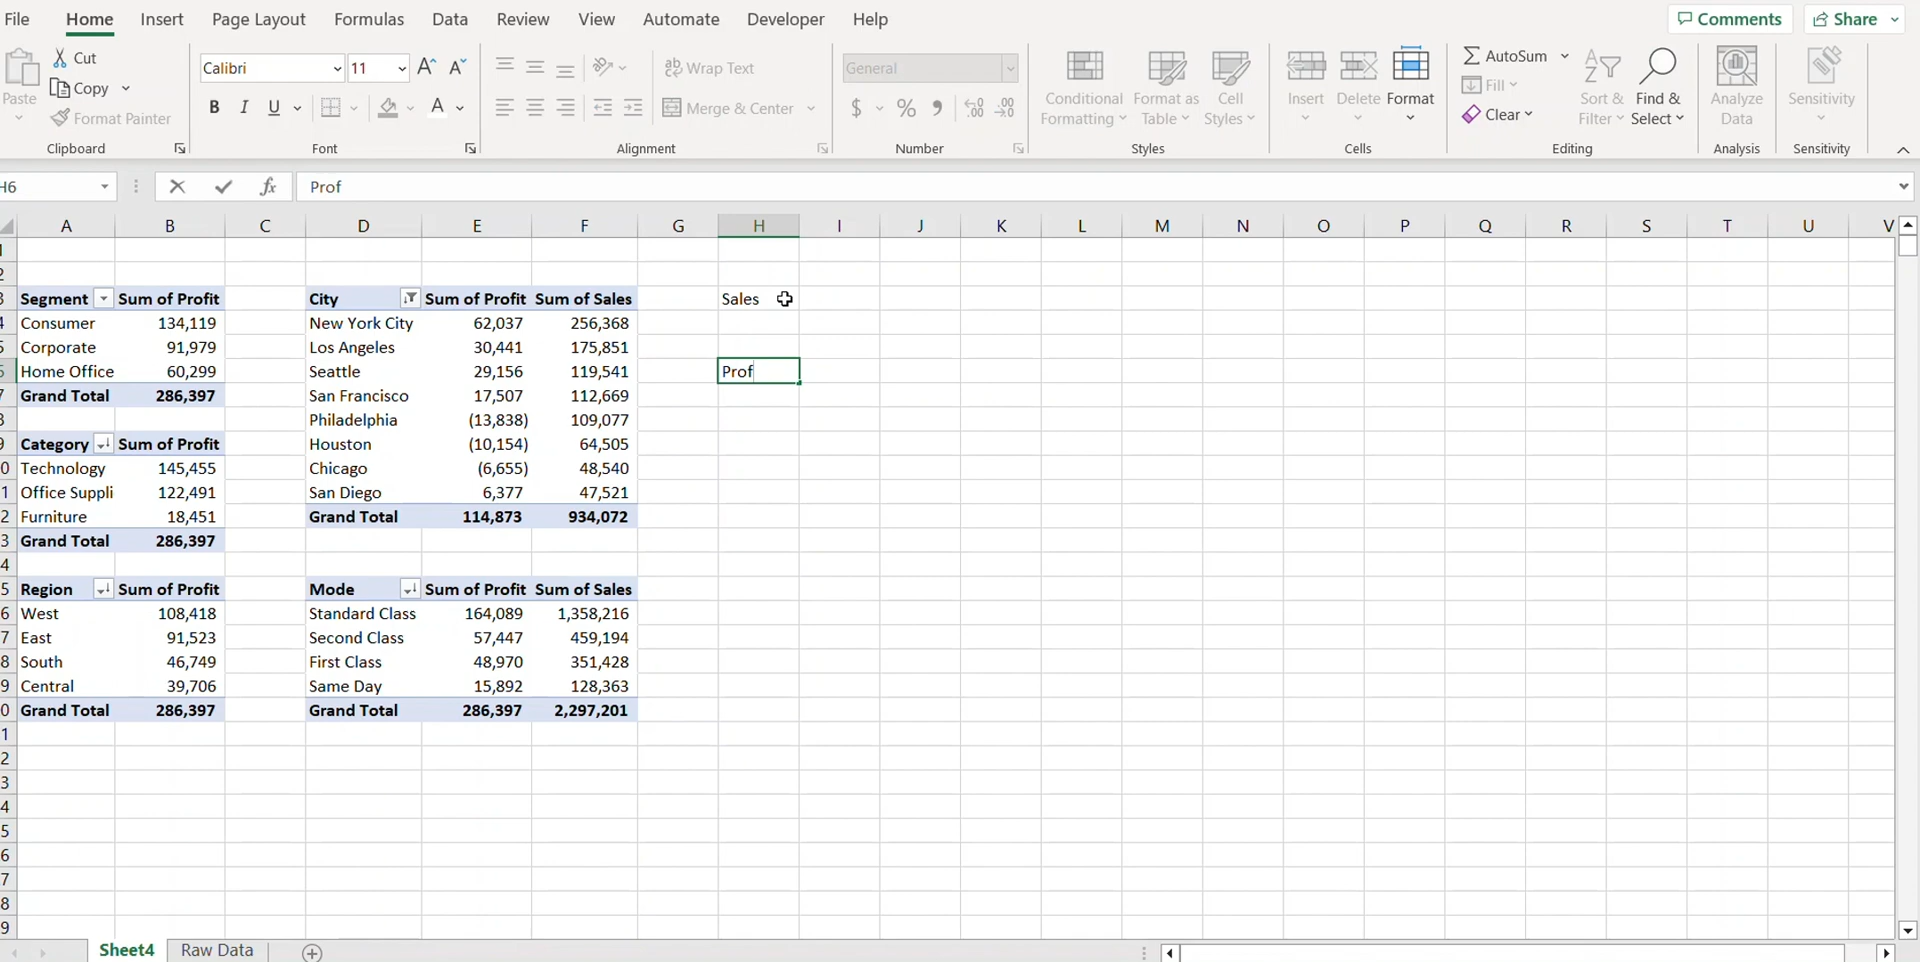 File Home Insert Page Layout Formulas Data Review View Automate Developer Help Comments Share
Paste Cut Copy Format Painter
Clipboard
Calibri 11
B I U A
Font
Wrap Text
Merge & Center
Alignment
General
$ % ,
Number
Conditional Formatting Format as Table Cell Styles
Styles
Insert Delete Format
Cells
AutoSum
Fill
Clear
Sort & Filter Find & Select
Editing
Analyze Data
Analysis
Sensitivity
Sensitivity
H6 fx Prof
A B C D E F G H I J K L M N O P Q R S T U V
Segment Sum of Profit City Sum of Profit Sum of Sales Sales
Consumer 134,119 New York City 62,037 256,368
Corporate 91,979 Los Angeles 30,441 175,851
Home Office 60,299 Seattle 29,156 119,541 Prof
Grand Total 286,397 San Francisco 17,507 112,669
Philadelphia (13,838) 109,077
Category Sum of Profit Houston (10,154) 64,505
Technology 145,455 Chicago (6,655) 48,540
Office Suppli 122,491 San Diego 6,377 47,521
Furniture 18,451 Grand Total 114,873 934,072
Grand Total 286,397
Region Sum of Profit Mode Sum of Profit Sum of Sales
West 108,418 Standard Class 164,089 1,358,216
East 91,523 Second Class 57,447 459,194
South 46,749 First Class 48,970 351,428
Central 39,706 Same Day 15,892 128,363
Grand Total 286,397 Grand Total 286,397 2,297,201
Sheet4 Raw Data